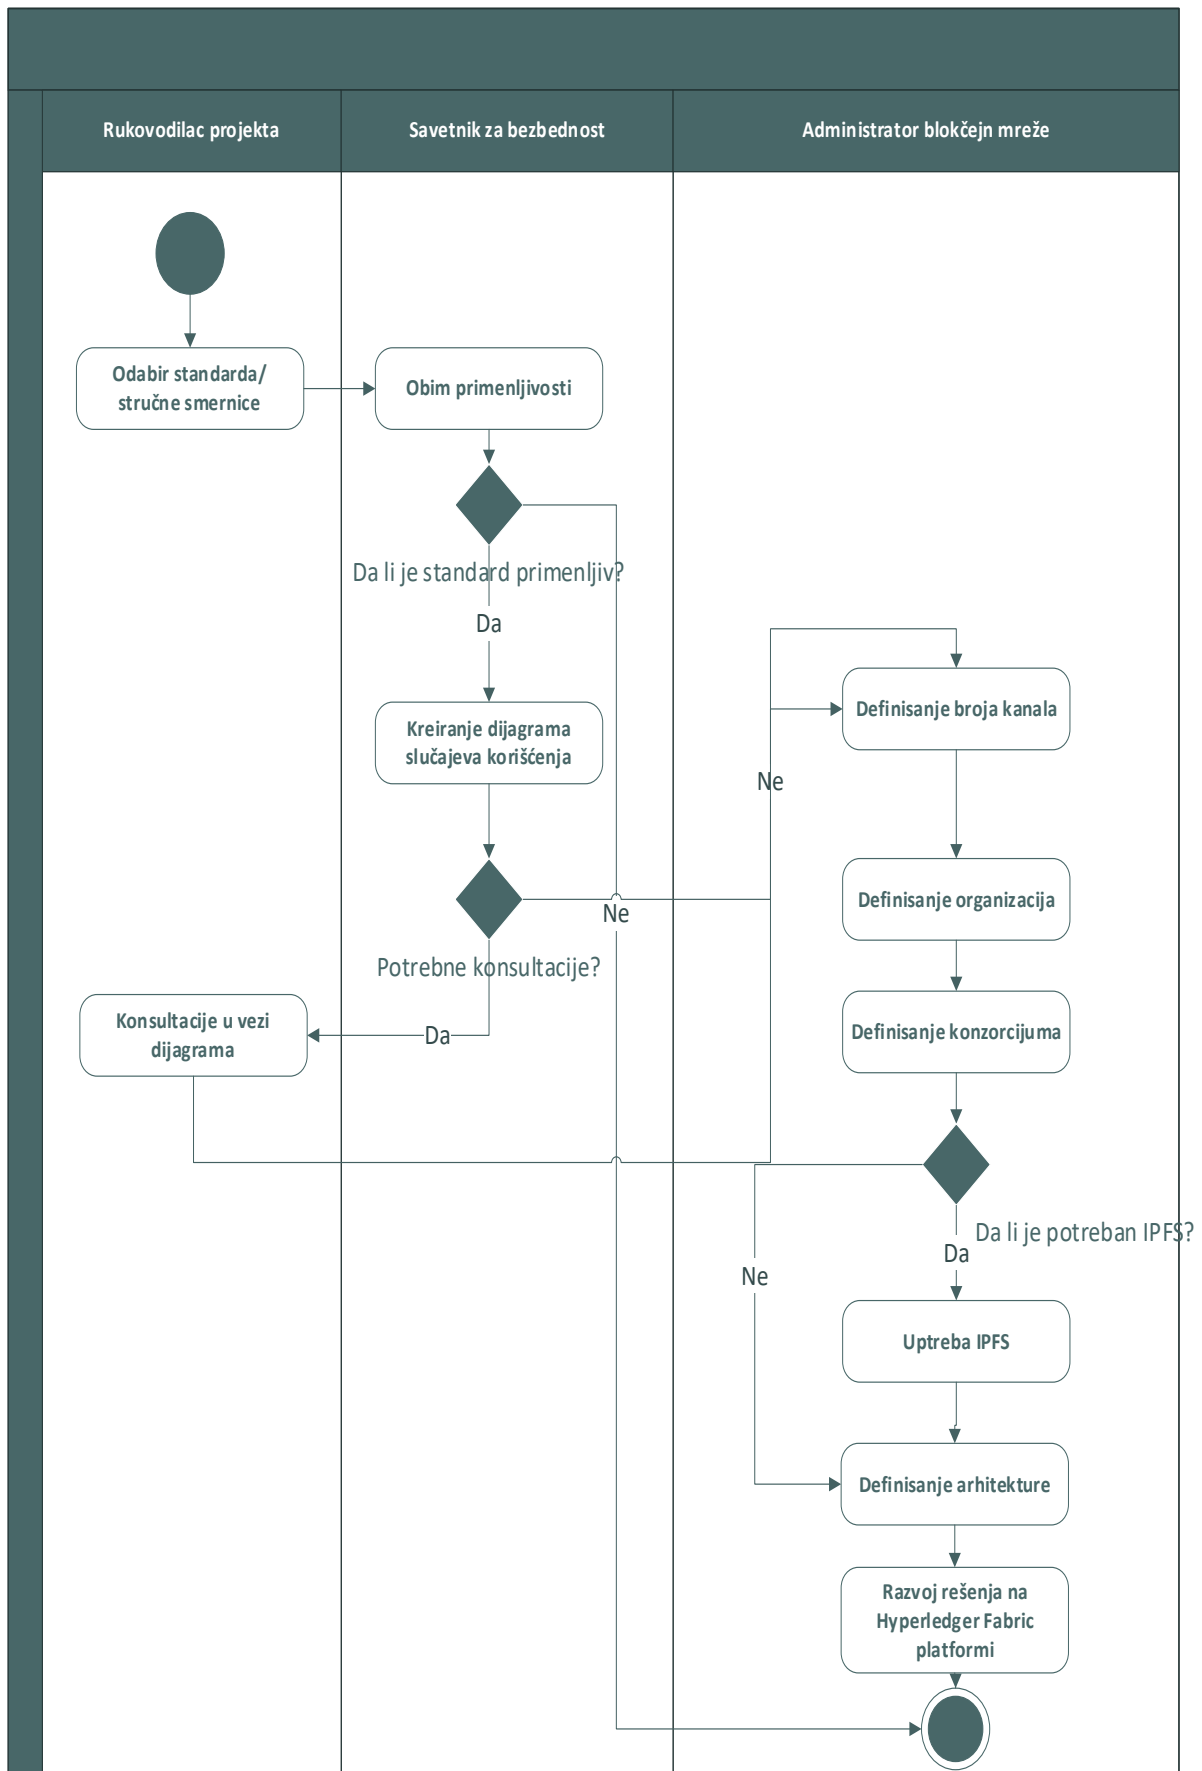 Rukovodilac projekta
Savetnik za bezbednost
Administrator blokčejn mreže
Odabir standarda/
stručne smernice
Obim primenljivosti
Da li je standard primenljiv?
Da
Kreiranje dijagrama
slučajeva korišćenja
Definisanje broja kanala
Ne
Definisanje organizacija
Ne
Potrebne konsultacije?
Konsultacije u vezi
dijagrama
Da
Definisanje konzorcijuma
Da li je potreban IPFS?
Da
Ne
Uptreba IPFS
Definisanje arhitekture
Razvoj rešenja na
Hyperledger Fabric
platformi